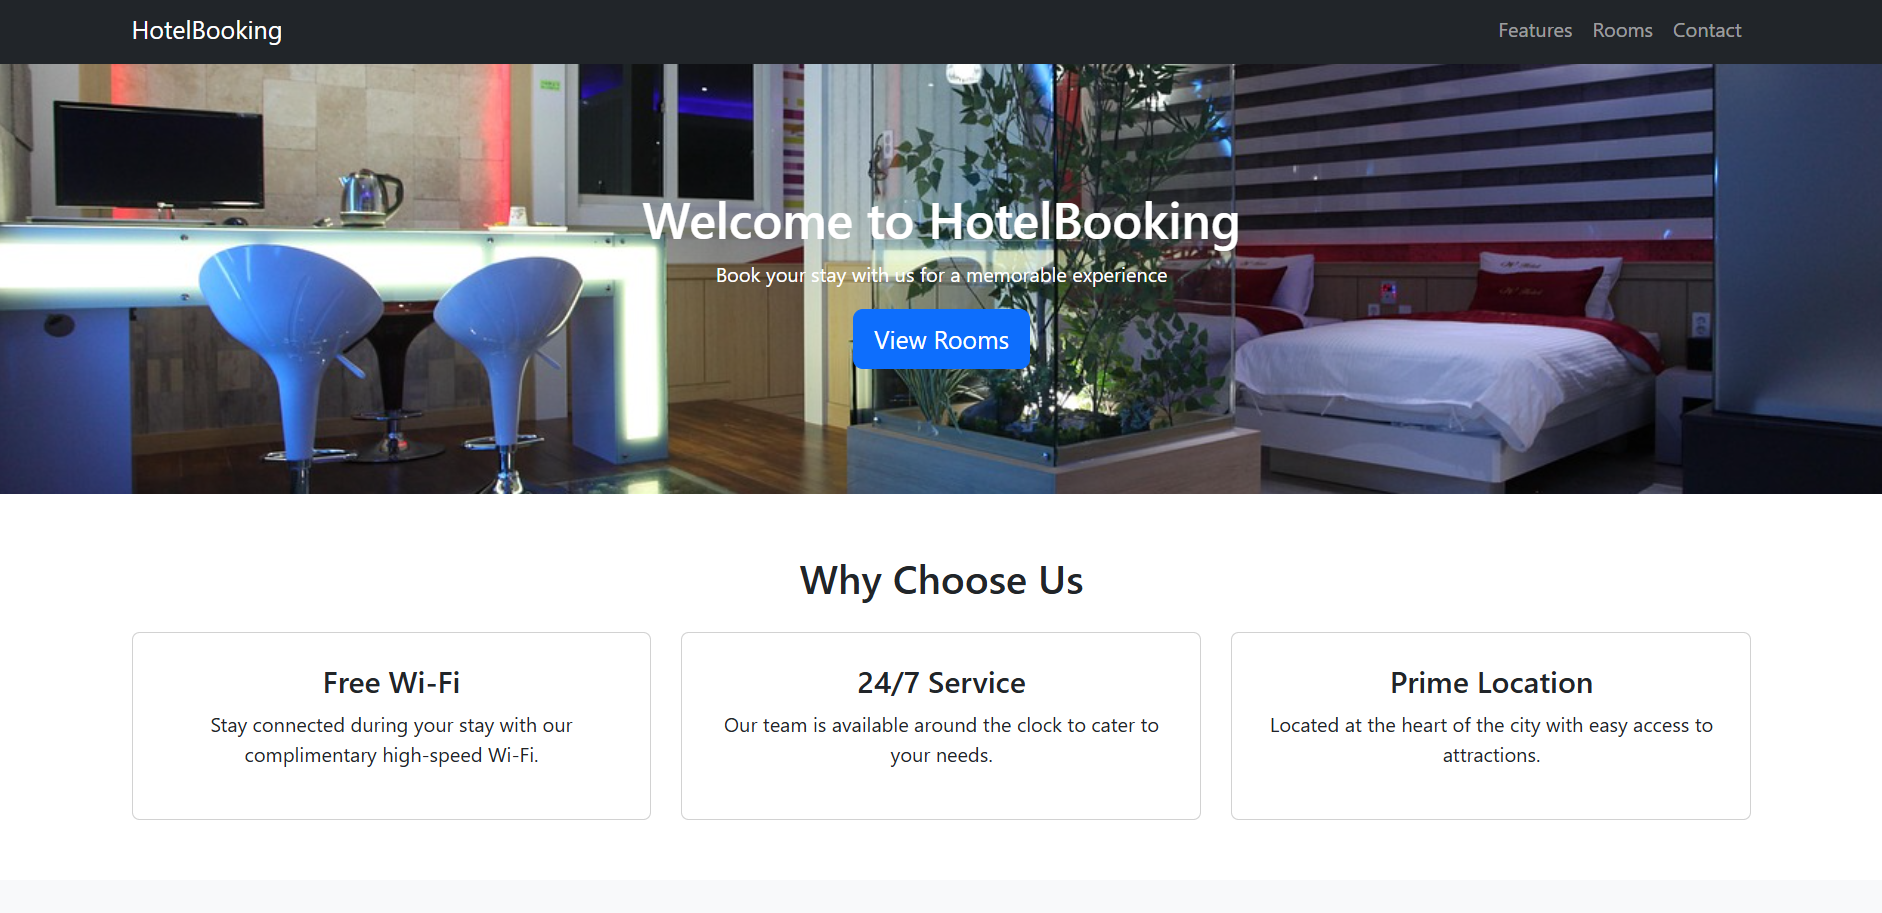 HotelBooking
Features Rooms Contact
Welcome to HotelBooking
Book your stay with us for a memorable experience
View Rooms
Why Choose Us
Free Wi-Fi
Stay connected during your stay with our
complimentary high-speed Wi-Fi.
24/7 Service
Our team is available around the clock to cater to
your needs.
Prime Location
Located at the heart of the city with easy access to
attractions.